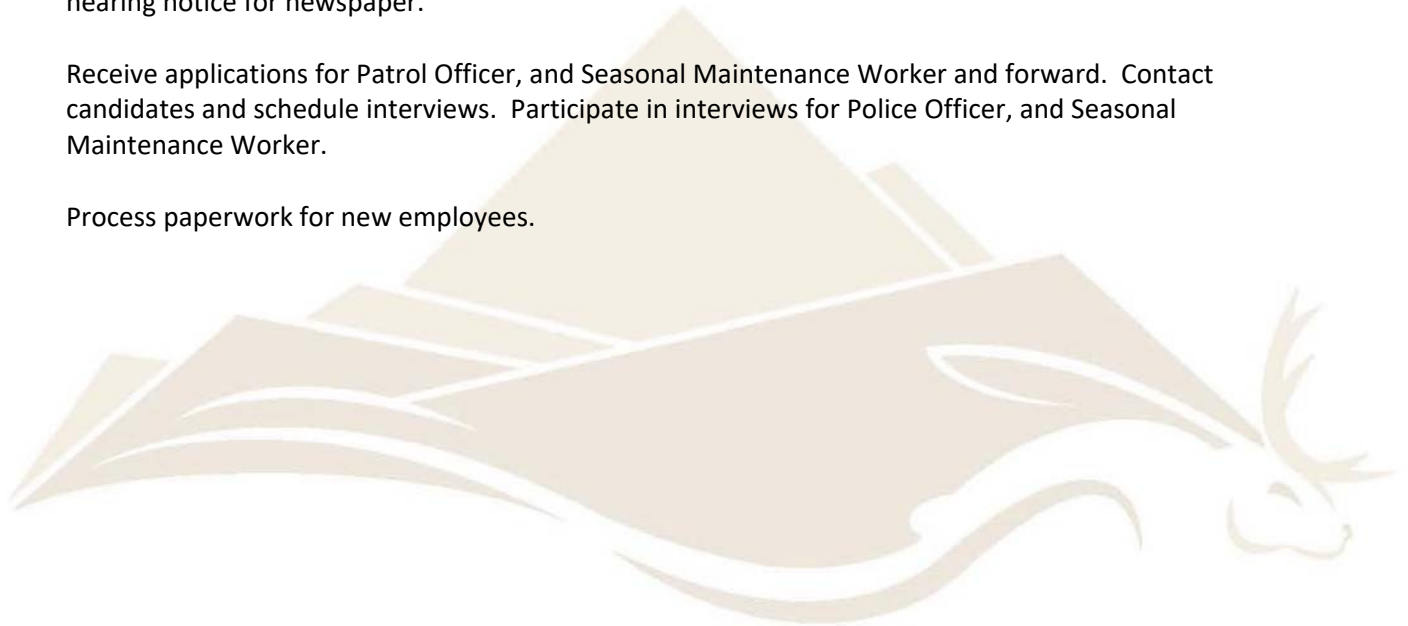 hearing notice for newspaper.
Receive applications for Patrol Officer, and Seasonal Maintenance Worker and forward.  Contact
candidates and schedule interviews.  Participate in interviews for Police Officer, and Seasonal
Maintenance Worker.
Process paperwork for new employees.